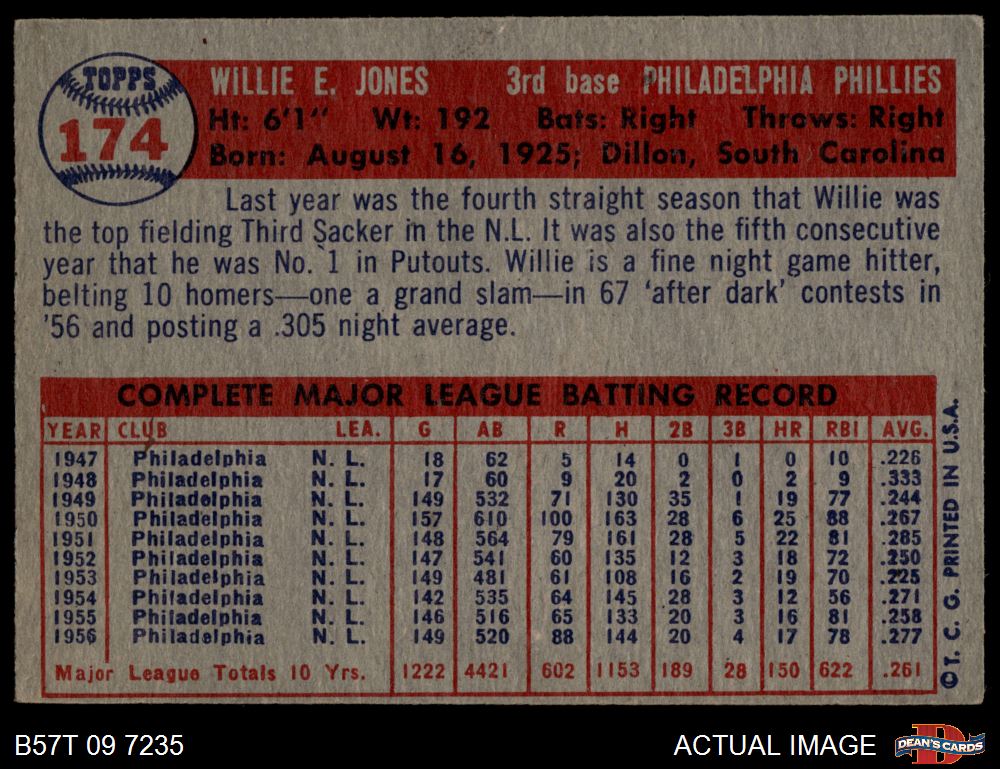 TOPPS
174
WILLIE E. JONES 3rd base PHILADELPHIA PHILLIES
Ht: 6'1" Wt: 192 Bats: Right Throws: Right
Born: August 16, 1925; Dillon, South Carolina
Last year was the fourth straight season that Willie was
the top fielding Third Sacker in the N.L. It was also the fifth consecutive
year that he was No. 1 in Putouts. Willie is a fine night game hitter,
belting 10 homers—one a grand slam—in 67 'after dark' contests in
'56 and posting a .305 night average.
COMPLETE MAJOR LEAGUE BATTING RECORD
YEAR CLUB LEA. G AB R H 2B 3B HR RBI AVG.
1947 Philadelphia N. L. 18 62 5 14 0 1 0 10 .226
1948 Philadelphia N. L. 17 60 9 20 2 0 2 9 .333
1949 Philadelphia N. L. 149 532 71 130 35 1 19 77 .244
1950 Philadelphia N. L. 157 610 100 163 28 6 25 88 .267
1951 Philadelphia N. L. 148 564 79 161 28 5 22 81 .285
1952 Philadelphia N. L. 147 541 60 135 12 3 18 72 .250
1953 Philadelphia N. L. 149 481 61 108 16 2 19 70 .225
1954 Philadelphia N. L. 142 535 64 145 28 3 12 56 .271
1955 Philadelphia N. L. 146 516 65 133 20 3 16 81 .258
1956 Philadelphia N. L. 149 520 88 144 20 4 17 78 .277
Major League Totals 10 Yrs. 1222 4421 602 1153 189 28 150 622 .261
© T. C. G. PRINTED IN U.S.A.
B57T 09 7235
ACTUAL IMAGE
D
DEAN'S CARDS